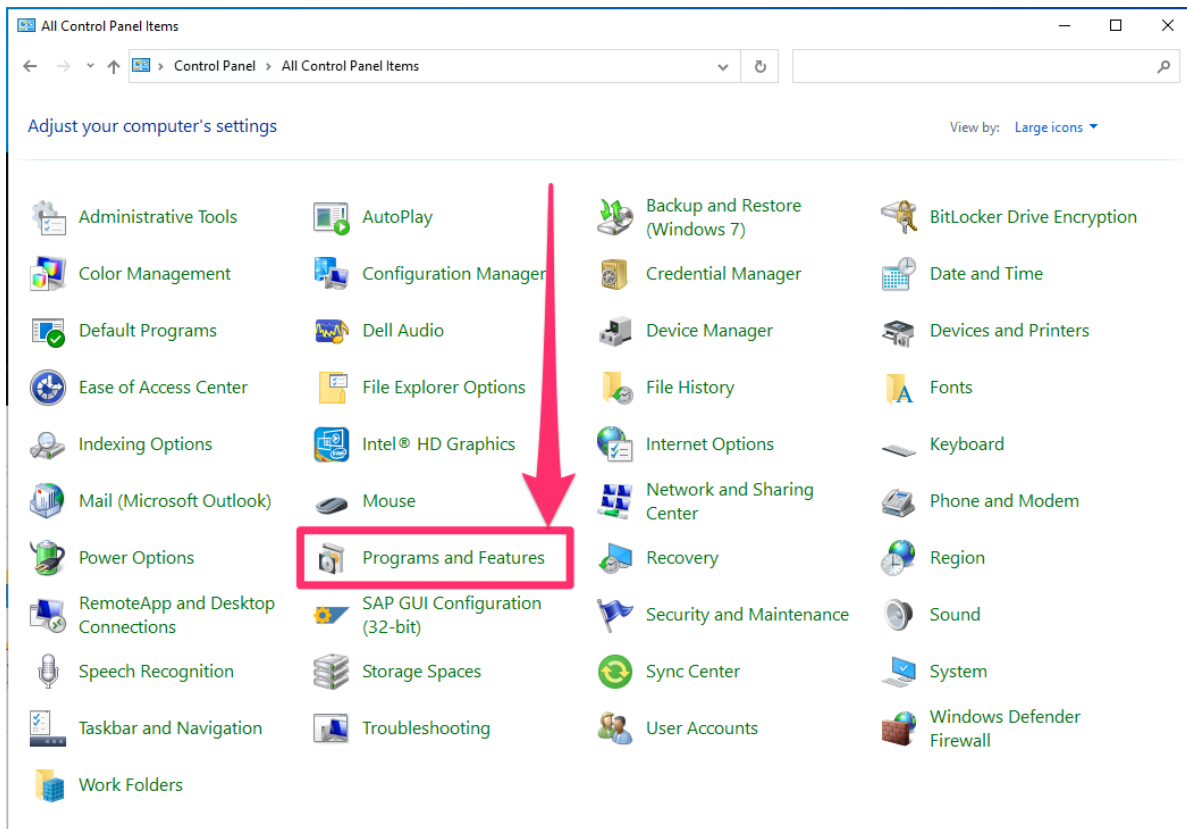 All Control Panel Items
Control Panel > All Control Panel Items
Adjust your computer's settings
View by: Large icons
Administrative Tools
AutoPlay
Backup and Restore
(Windows 7)
BitLocker Drive Encryption
Color Management
Configuration Manager
Credential Manager
Date and Time
Default Programs
Dell Audio
Device Manager
Devices and Printers
Ease of Access Center
File Explorer Options
File History
Fonts
Indexing Options
Intel® HD Graphics
Internet Options
Keyboard
Mail (Microsoft Outlook)
Mouse
Network and Sharing
Center
Phone and Modem
Power Options
Programs and Features
Recovery
Region
RemoteApp and Desktop
Connections
SAP GUI Configuration
(32-bit)
Security and Maintenance
Sound
Speech Recognition
Storage Spaces
Sync Center
System
Taskbar and Navigation
Troubleshooting
User Accounts
Windows Defender
Firewall
Work Folders